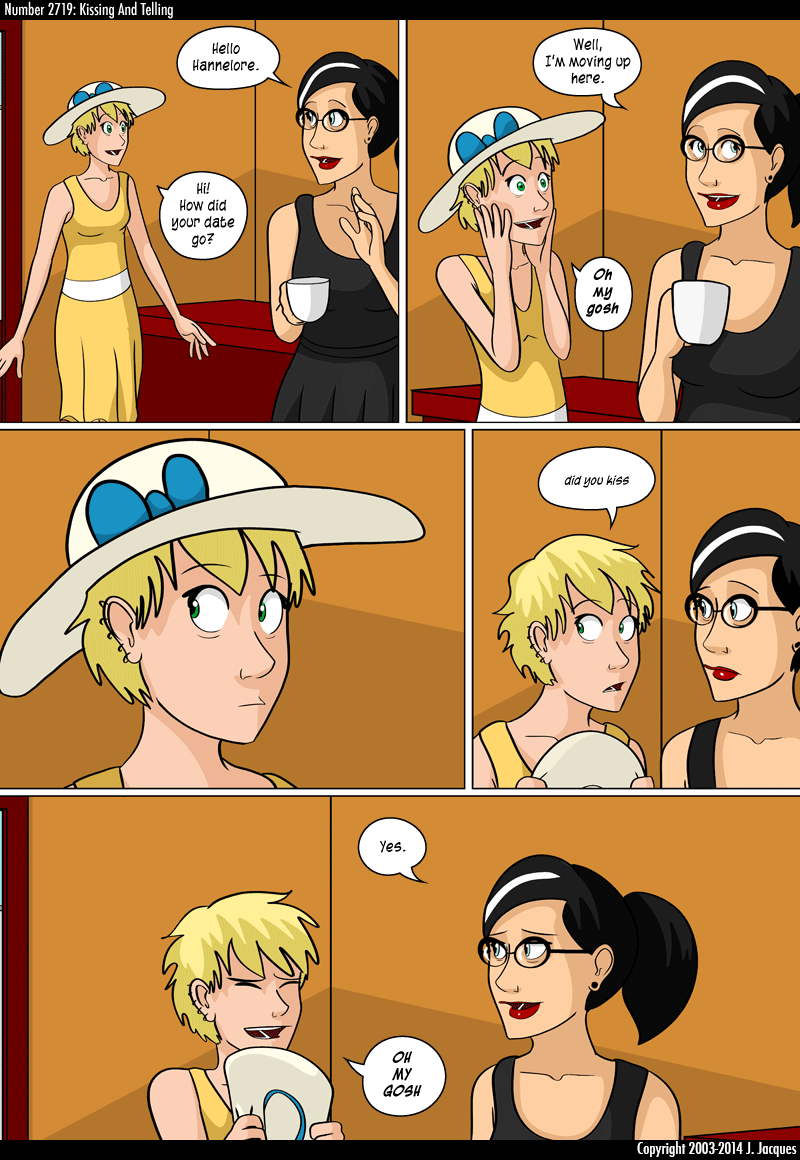 Number 2719: Kissing And Telling
Hello
Hannelore.
Hi!
How did
your date
go?
Well,
I'm moving up
here.
Oh
my
gosh
did you kiss
Yes.
OH
MY
GOSH
Copyright 2003-2014 J. Jacques